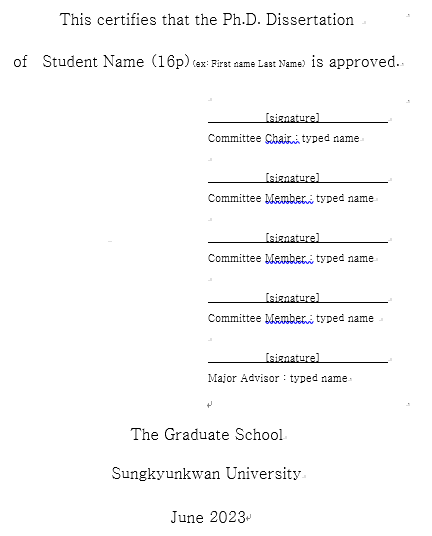 This certifies that the Ph.D. Dissertation
of Student Name (16p)(ex: First name Last Name) is approved.
[signature]
Committee Chair : typed name
[signature]
Committee Member : typed name
[signature]
Committee Member : typed name
[signature]
Committee Member : typed name
[signature]
Major Advisor : typed name
The Graduate School
Sungkyunkwan University
June 2023